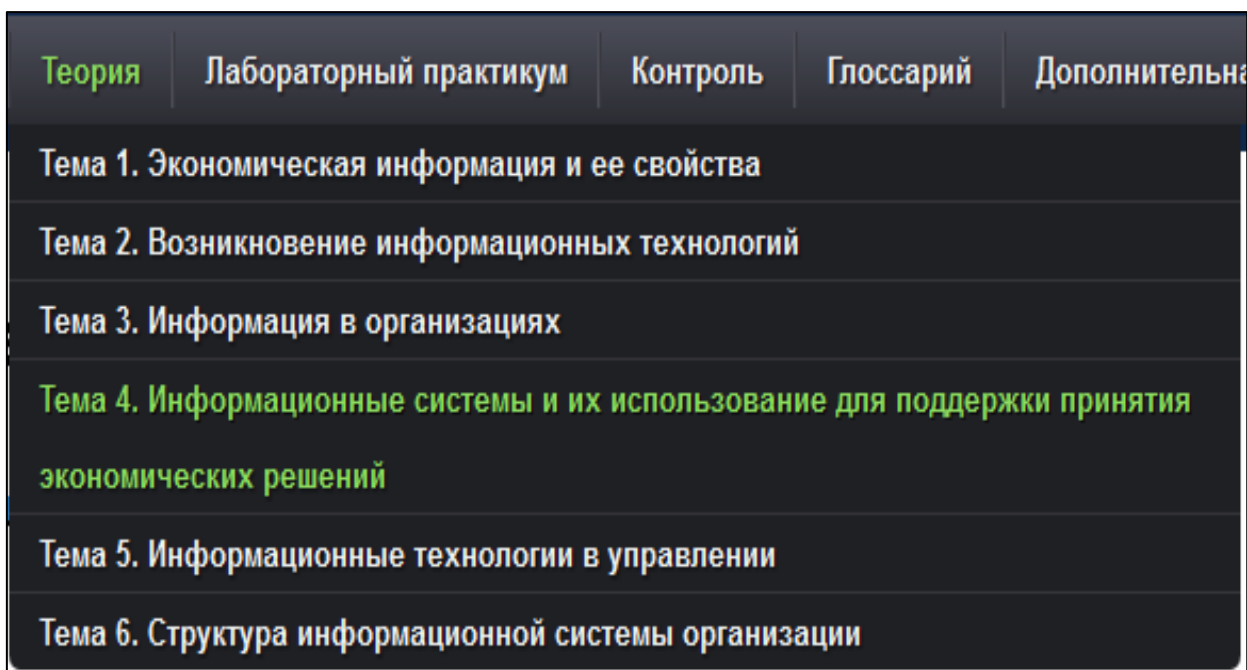 Теория Лабораторный практикум Контроль Глоссарий Дополнительна
Тема 1. Экономическая информация и ее свойства
Тема 2. Возникновение информационных технологий
Тема 3. Информация в организациях
Тема 4. Информационные системы и их использование для поддержки принятия
экономических решений
Тема 5. Информационные технологии в управлении
Тема 6. Структура информационной системы организации